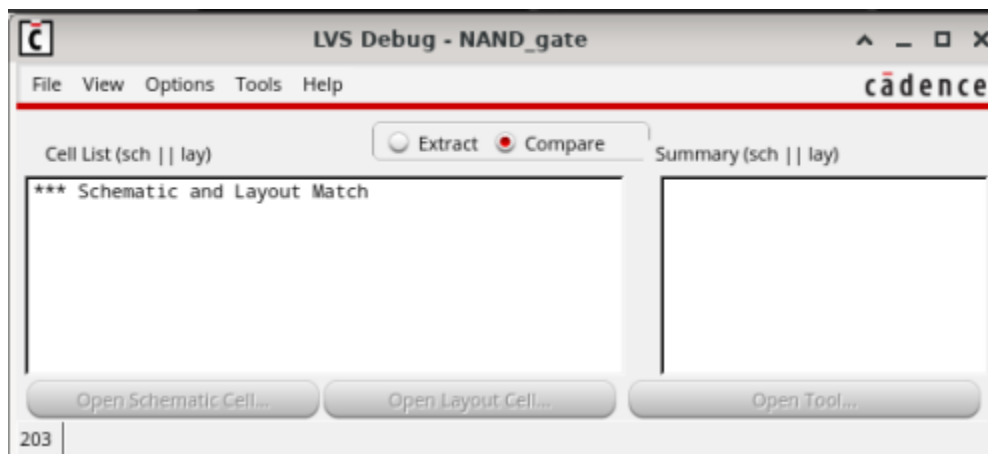 LVS Debug - NAND_gate
File View Options Tools Help
cādence
Extract Compare
Cell List (sch || lay)
Summary (sch || lay)
*** Schematic and Layout Match
Open Schematic Cell... Open Layout Cell... Open Tool...
203